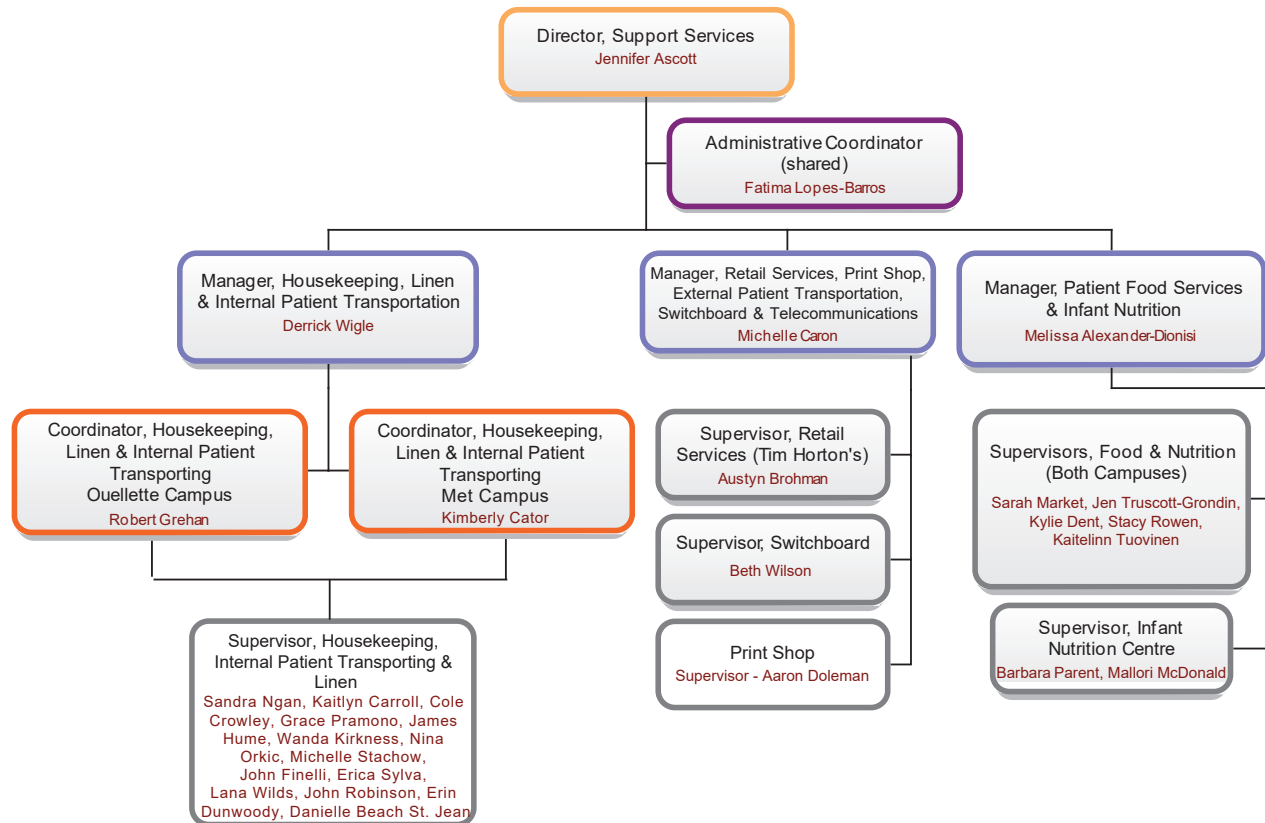 Director, Support Services
Jennifer Ascott
Administrative Coordinator
(shared)
Fatima Lopes-Barros
Manager, Housekeeping, Linen
& Internal Patient Transportation
Derrick Wigle
Manager, Retail Services, Print Shop,
External Patient Transportation,
Switchboard & Telecommunications
Michelle Caron
Manager, Patient Food Services
& Infant Nutrition
Melissa Alexander-Dionisi
Coordinator, Housekeeping,
Linen & Internal Patient
Transporting
Ouellette Campus
Robert Grehan
Coordinator, Housekeeping,
Linen & Internal Patient
Transporting
Met Campus
Kimberly Cator
Supervisor, Housekeeping,
Internal Patient Transporting &
Linen
Sandra Ngan, Kaitlyn Carroll, Cole
Crowley, Grace Pramono, James
Hume, Wanda Kirkness, Nina
Orkic, Michelle Stachow,
John Finelli, Erica Sylva,
Lana Wilds, John Robinson, Erin
Dunwoody, Danielle Beach St. Jean
Supervisor, Retail
Services (Tim Horton's)
Austyn Brohman
Supervisor, Switchboard
Beth Wilson
Print Shop
Supervisor - Aaron Doleman
Supervisors, Food & Nutrition
(Both Campuses)
Sarah Market, Jen Truscott-Grondin,
Kylie Dent, Stacy Rowen,
Kaitelinn Tuovinen
Supervisor, Infant
Nutrition Centre
Barbara Parent, Mallori McDonald